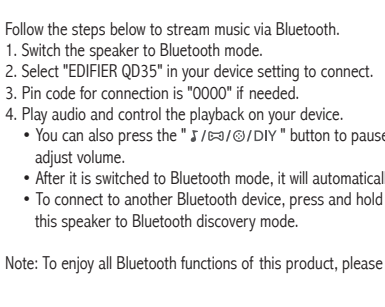 Follow the steps below to stream music via Bluetooth.
1. Switch the speaker to Bluetooth mode.
2. Select "EDIFIER QD35" in your device setting to connect.
3. Pin code for connection is "0000" if needed.
4. Play audio and control the playback on your device.
• You can also press the " / / /DIY " button to pause
adjust volume.
• After it is switched to Bluetooth mode, it will
• To connect to another Bluetooth device, press and hold
this speaker to Bluetooth discovery mode.
Note: To enjoy all Bluetooth functions of this product, please